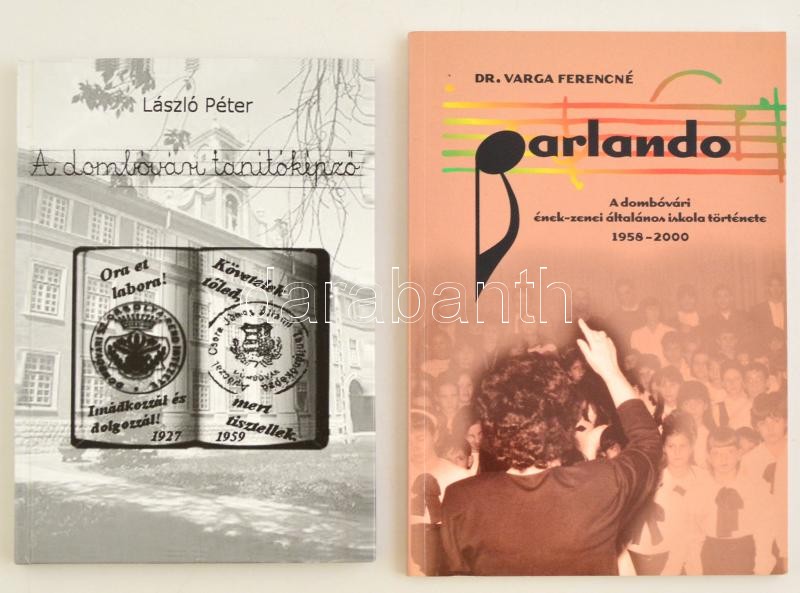 László Péter
A dombóvári tanítóképző
Ora et
labora!
Imádkozzál és
dolgozzál!
1927
Követelek
tőled,
mert
tisztellek.
1959
DR. VARGA FERENCNÉ
Parlando
A dombóvári
ének-zenei általános iskola története
1958–2000
darabanth